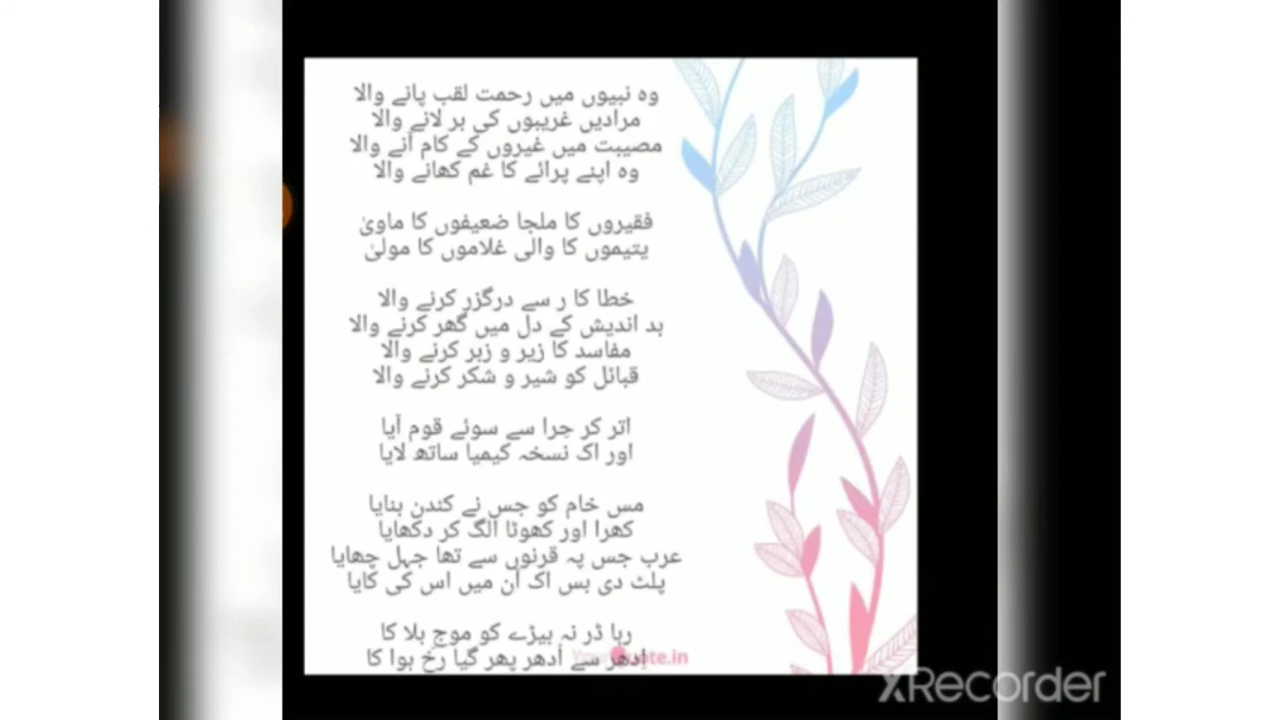 وہ نبیوں میں رحمت لقب پانے والا
مرادیں غریبوں کی بر لانے والا
مصیبت میں غیروں کے کام آنے والا
وہ اپنے پرائے کا غم کھانے والا
فقیروں کا ملجا ضعیفوں کا ماویٰ
یتیموں کا والی غلاموں کا مولیٰ
خطا کا ر سے درگزر کرنے والا
بد اندیش کے دل میں گھر کرنے والا
مفاسد کا زیر و زبر کرنے والا
قبائل کو شیر و شکر کرنے والا
اتر کر حِرا سے سوئے قوم آیا
اور اک نسخہ کیمیا ساتھ لایا
مس خام کو جس نے کندن بنایا
کھرا اور کھوٹا الگ کر دکھایا
عرب جس پہ قرنوں سے تھا جہل چھایا
پلٹ دی بس اک آن میں اس کی کایا
رہا ڈر نہ بیڑے کو موج بلا کا
اِدھر سے اُدھر پھر گیا رخ ہوا کا
YourQuote.in
XRecorder